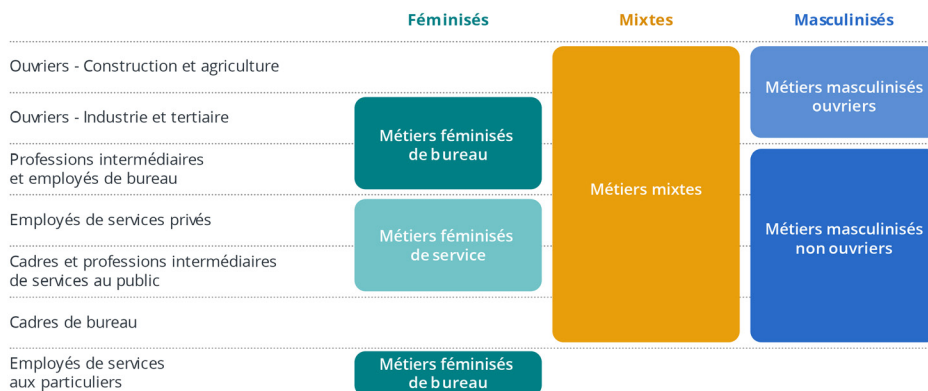 Féminisés
Mixtes
Masculinisés
Ouvriers - Construction et agriculture
Ouvriers - Industrie et tertiaire
Professions intermédiaires
et employés de bureau
Employés de services privés
Cadres et professions intermédiaires
de services au public
Cadres de bureau
Employés de services
aux particuliers
Métiers féminisés
de bureau
Métiers féminisés
de service
Métiers féminisés
de bureau
Métiers mixtes
Métiers masculinisés
ouvriers
Métiers masculinisés
non ouvriers